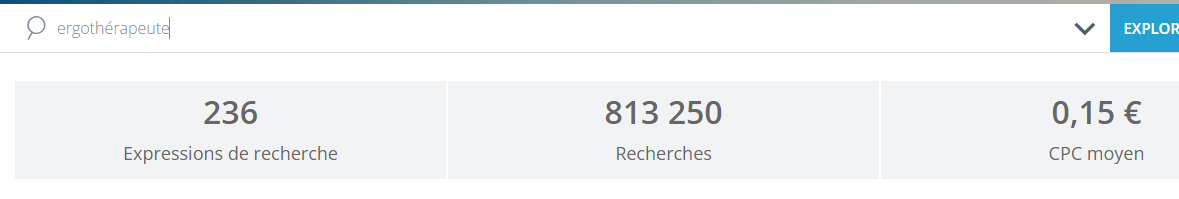 ergothérapeute
EXPLOR
236
Expressions de recherche
813 250
Recherches
0,15 €
CPC moyen